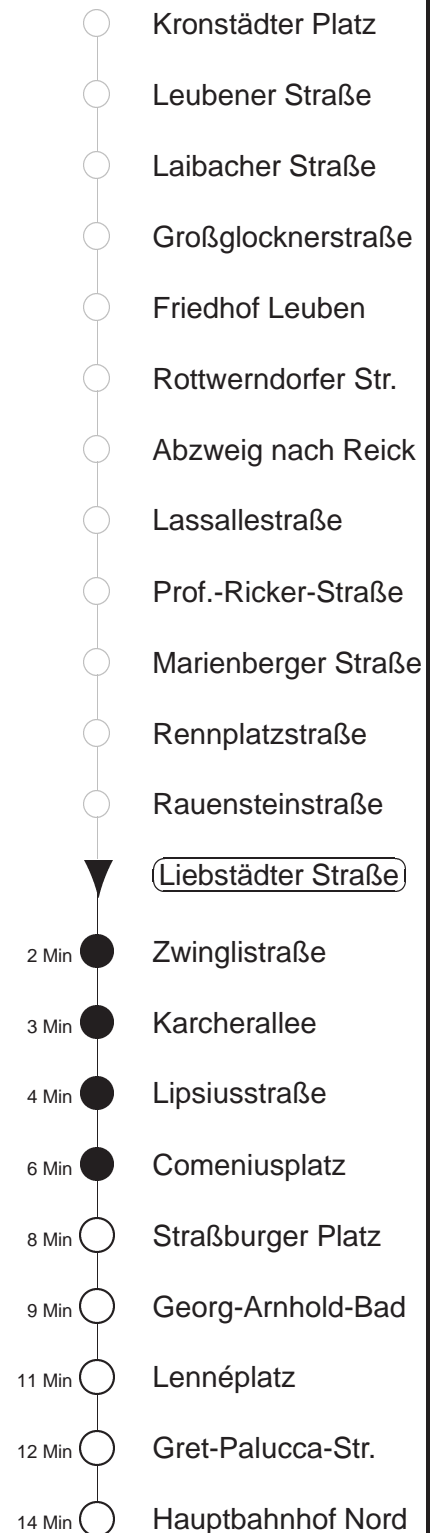 Kronstädter Platz
Leubener Straße
Laibacher Straße
Großglocknerstraße
Friedhof Leuben
Rottwerndorfer Str.
Abzweig nach Reick
Lassallestraße
Prof.-Ricker-Straße
Marienberger Straße
Rennplatzstraße
Rauensteinstraße
Liebstädter Straße
2 Min Zwinglistraße
3 Min Karcherallee
4 Min Lipsiusstraße
6 Min Comeniusplatz
8 Min Straßburger Platz
9 Min Georg-Arnhold-Bad
11 Min Lennéplatz
12 Min Gret-Palucca-Str.
14 Min Hauptbahnhof Nord